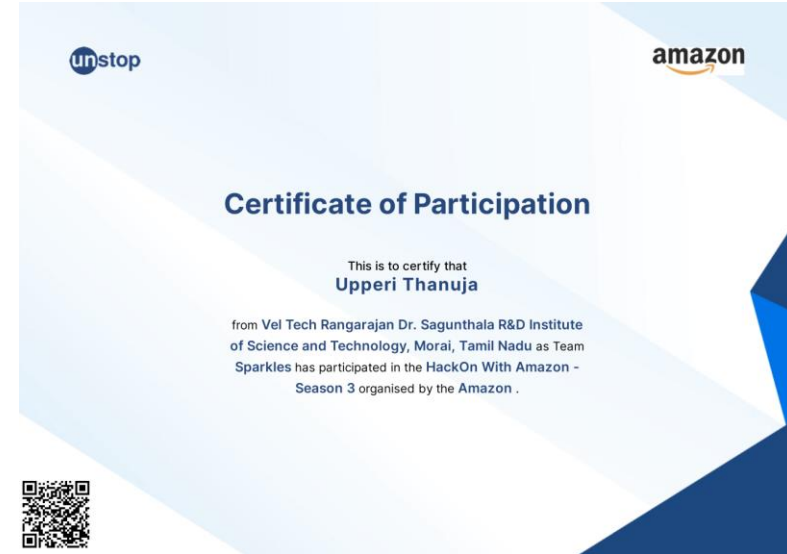 unstop
amazon
Certificate of Participation
This is to certify that
Upperi Thanuja
from Vel Tech Rangarajan Dr. Sagunthala R&D Institute
of Science and Technology, Morai, Tamil Nadu as Team
Sparkles has participated in the HackOn With Amazon -
Season 3 organised by the Amazon .